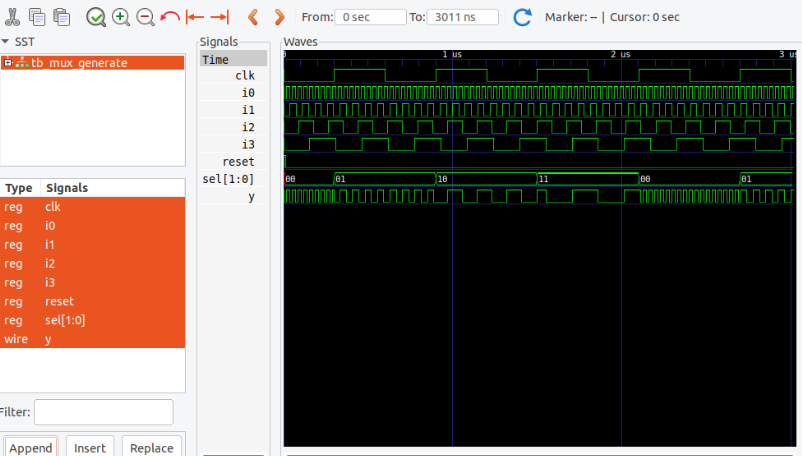 From: 0 sec To: 3011 ns Marker: -- | Cursor: 0 sec
SST
tb_mux_generate
Type Signals
reg clk
reg i0
reg i1
reg i2
reg i3
reg reset
reg sel[1:0]
wire y
Filter:
Append Insert Replace
Signals
Time
clk
i0
i1
i2
i3
reset
sel[1:0]
y
Waves
0 1 us 2 us 3 us
00 01 10 11 00 01